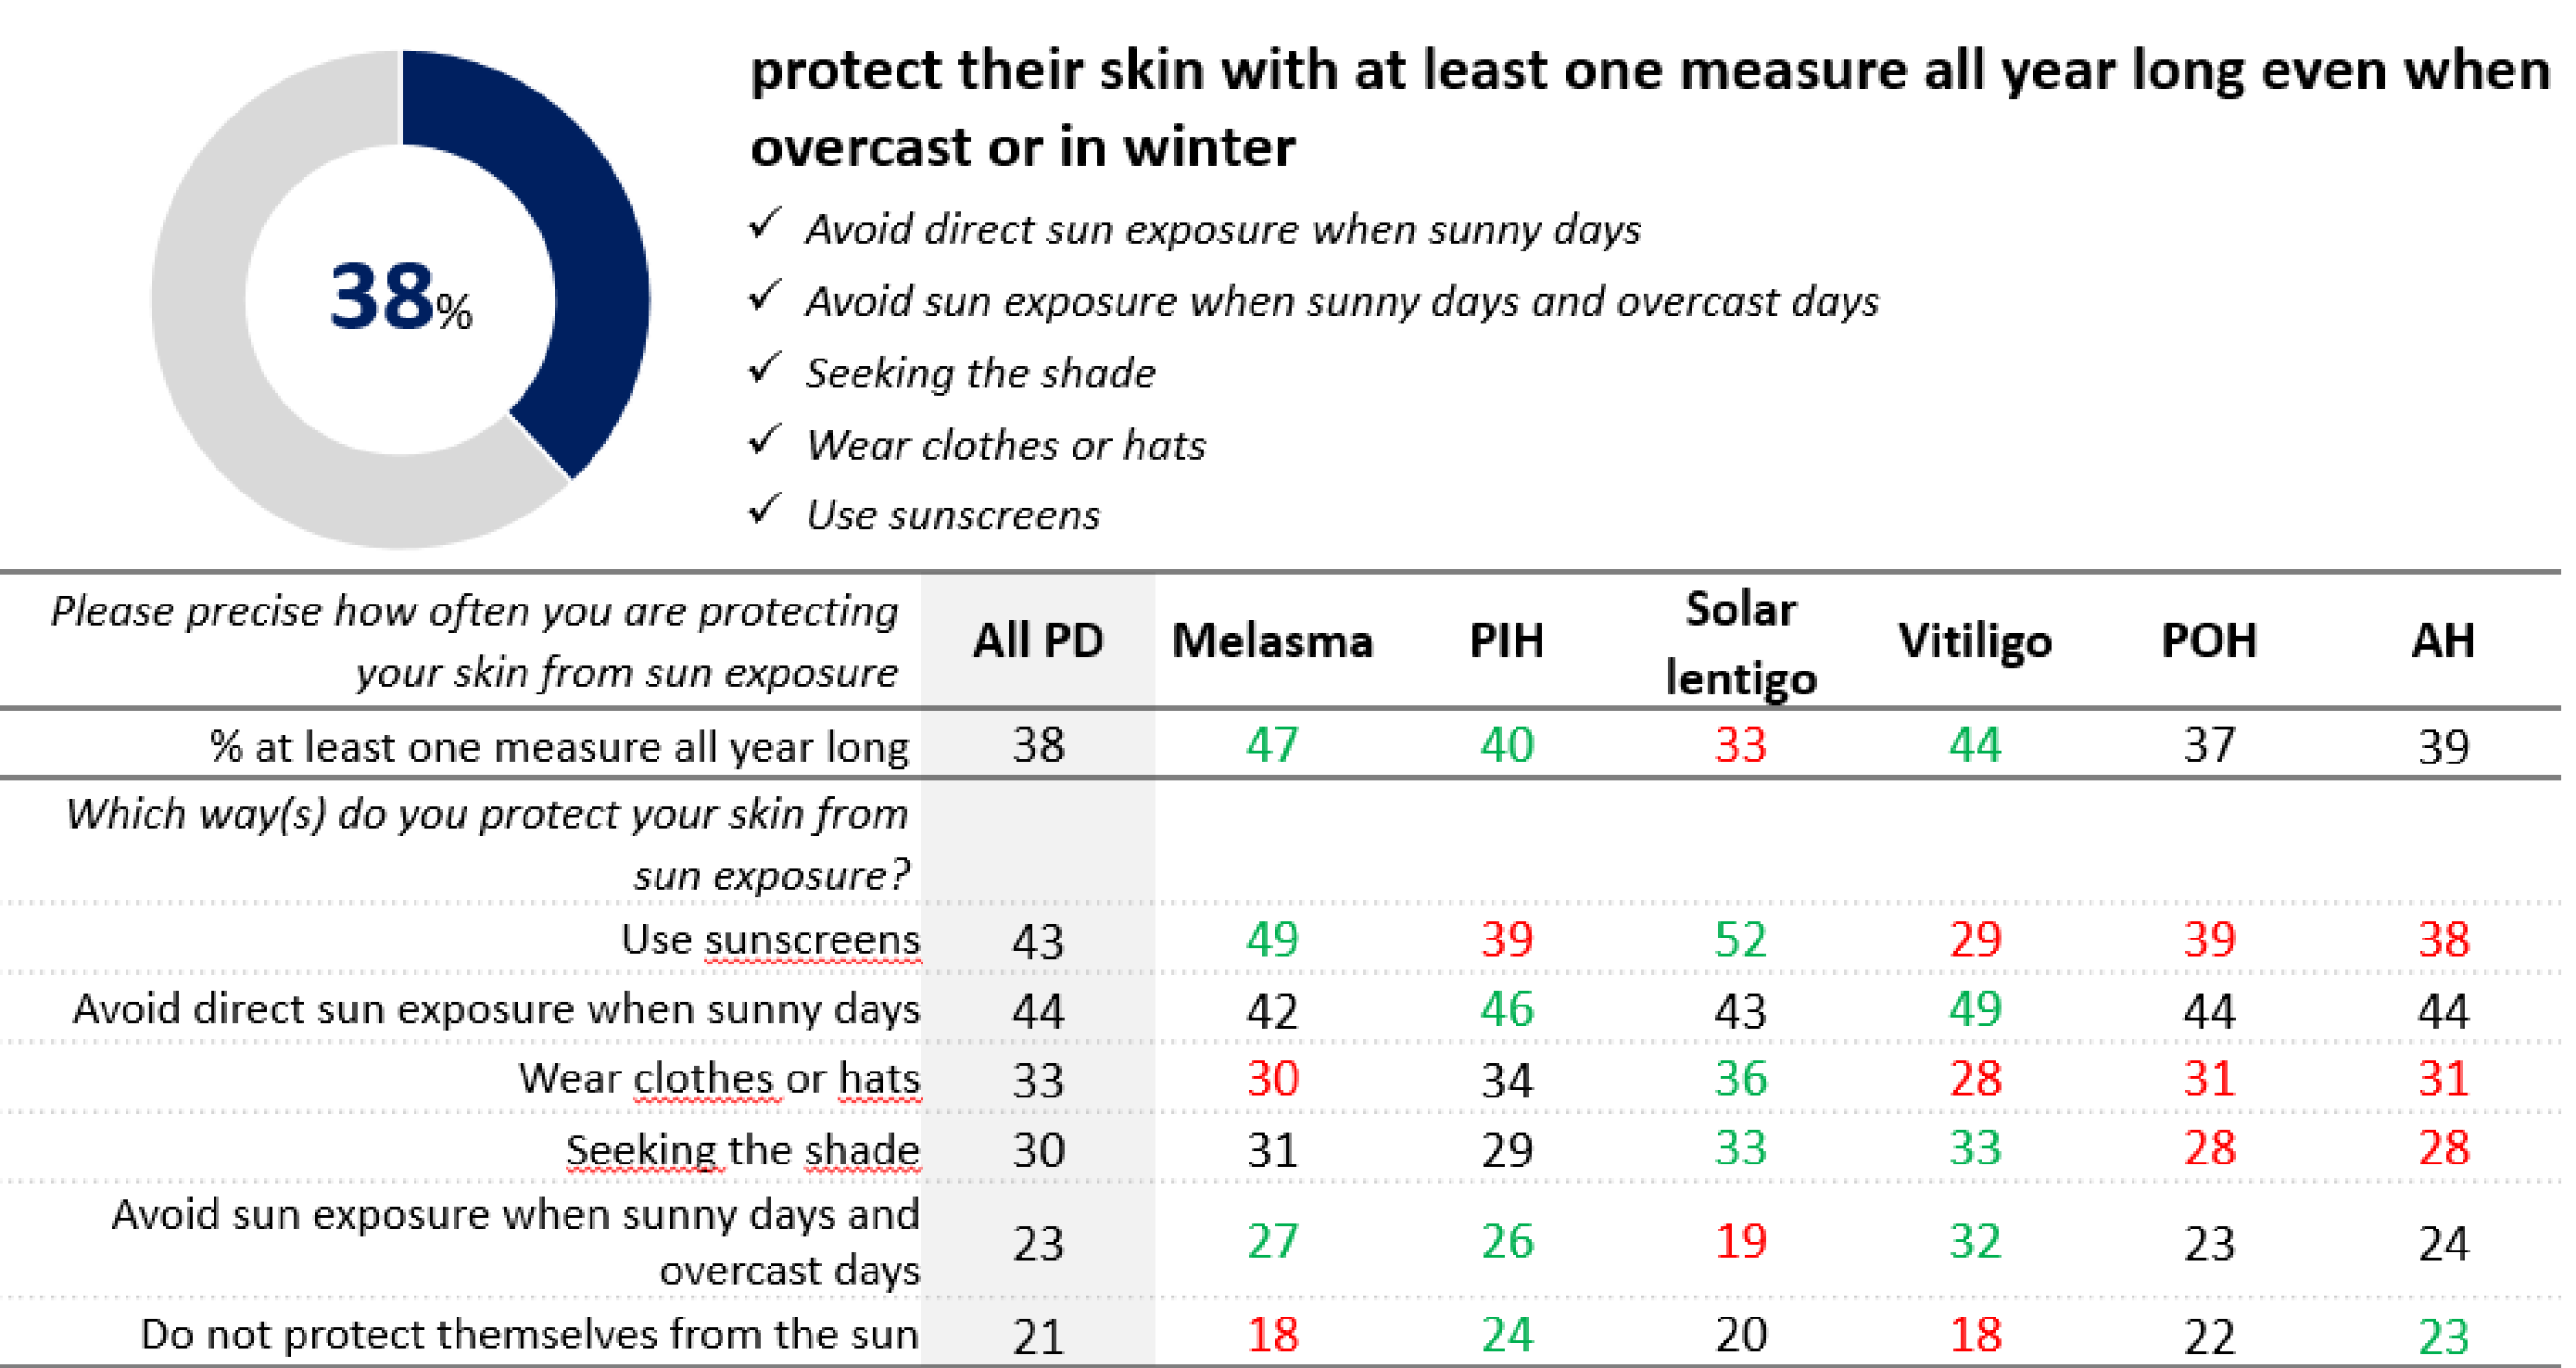 38%
protect their skin with at least one measure all year long even when
overcast or in winter
✓ Avoid direct sun exposure when sunny days
✓ Avoid sun exposure when sunny days and overcast days
✓ Seeking the shade
✓ Wear clothes or hats
✓ Use sunscreens
Please precise how often you are protecting
your skin from sun exposure
All PD Melasma PIH Solar lentigo Vitiligo POH AH
% at least one measure all year long 38 47 40 33 44 37 39
Which way(s) do you protect your skin from
sun exposure?
Use sunscreens 43 49 39 52 29 39 38
Avoid direct sun exposure when sunny days 44 42 46 43 49 44 44
Wear clothes or hats 33 30 34 36 28 31 31
Seeking the shade 30 31 29 33 33 28 28
Avoid sun exposure when sunny days and
overcast days 23 27 26 19 32 23 24
Do not protect themselves from the sun 21 18 24 20 18 22 23